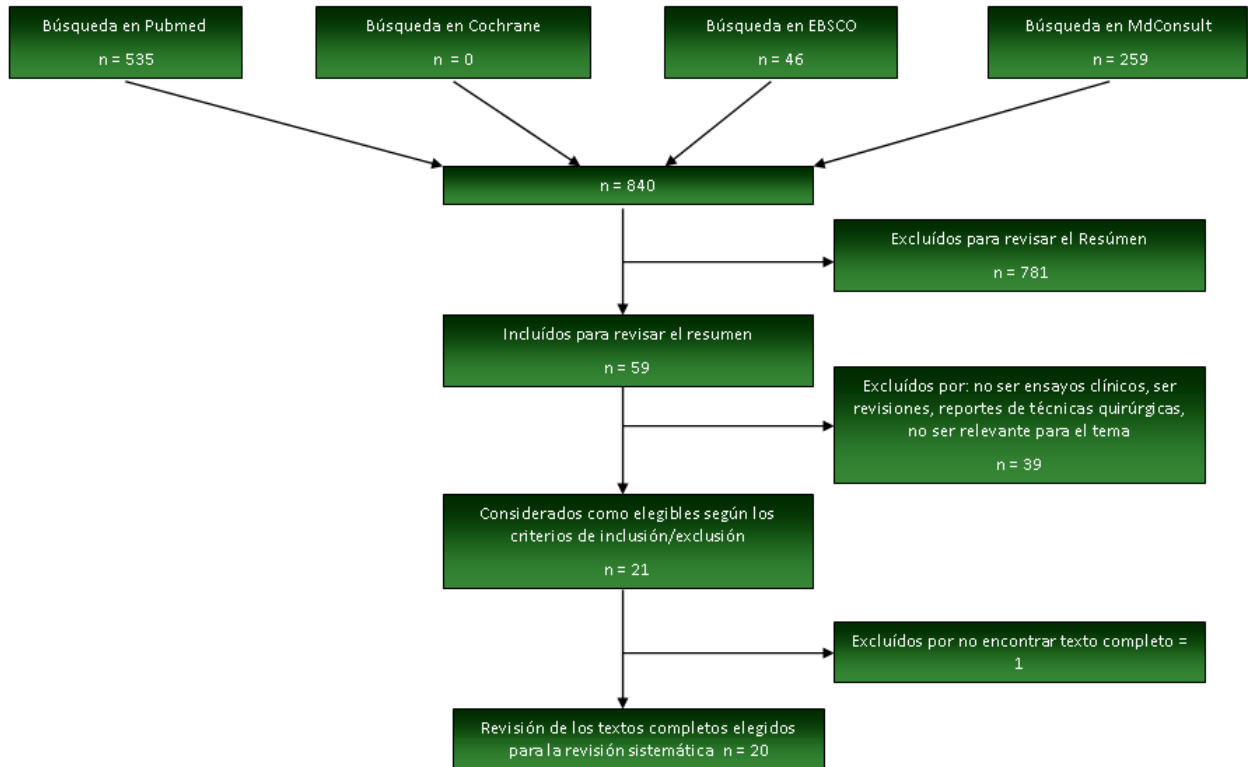 Búsqueda en Pubmed
n = 535
Búsqueda en Cochrane
n = 0
Búsqueda en EBSCO
n = 46
Búsqueda en MdConsult
n = 259
n = 840
Excluídos para revisar el Resúmen
n = 781
Incluídos para revisar el resumen
n = 59
Excluídos por: no ser ensayos clínicos, ser
revisiones, reportes de técnicas quirúrgicas,
no ser relevante para el tema
n = 39
Considerados como elegibles según los
criterios de inclusión/exclusión
n = 21
Excluídos por no encontrar texto completo =
1
Revisión de los textos completos elegidos
para la revisión sistemática n = 20